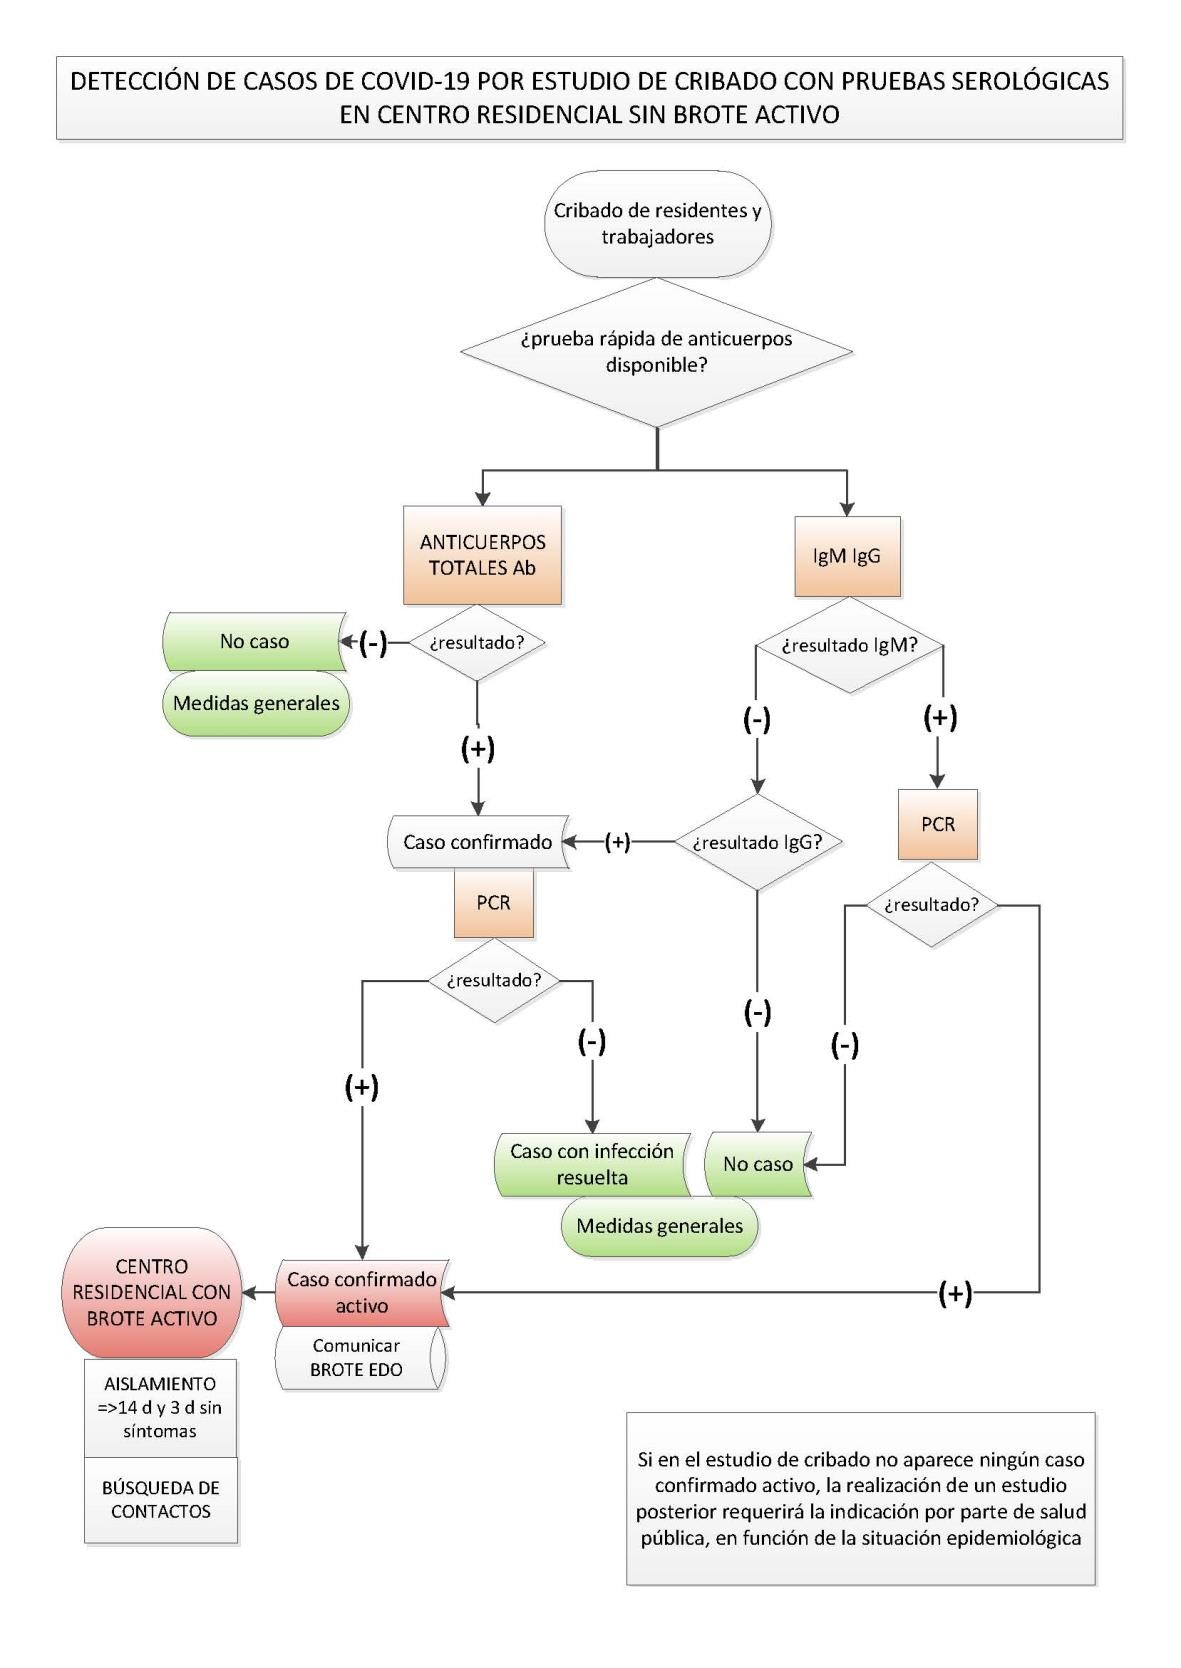 DETECCIÓN DE CASOS DE COVID-19 POR ESTUDIO DE CRIBADO CON PRUEBAS SEROLÓGICAS
EN CENTRO RESIDENCIAL SIN BROTE ACTIVO
Cribado de residentes y
trabajadores
¿prueba rápida de anticuerpos
disponible?
ANTICUERPOS
TOTALES Ab
IgM IgG
No caso
(-)
¿resultado?
¿resultado IgM?
Medidas generales
(+)
(-)
(+)
Caso confirmado
(+)
¿resultado IgG?
PCR
PCR
¿resultado?
¿resultado?
(-)
(-)
(-)
(+)
Caso con infección
resuelta
No caso
Medidas generales
CENTRO
RESIDENCIAL CON
BROTE ACTIVO
Caso confirmado
activo
(+)
Comunicar
BROTE EDO
AISLAMIENTO
=>14 d y 3 d sin
síntomas
BÚSQUEDA DE
CONTACTOS
Si en el estudio de cribado no aparece ningún caso
confirmado activo, la realización de un estudio
posterior requerirá la indicación por parte de salud
pública, en función de la situación epidemiológica